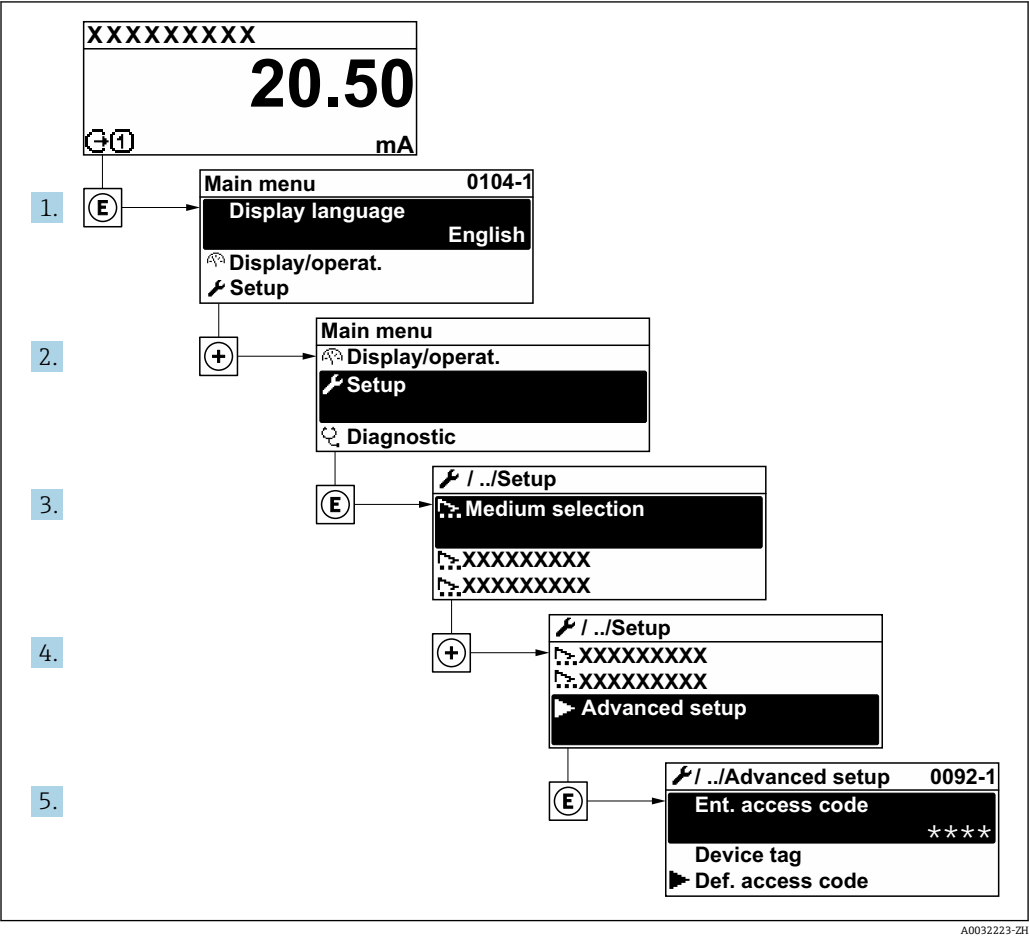 XXXXXXXXX
20.50
1
mA
Main menu 0104-1
1. E
Display language
English
Display/operat.
Setup
Main menu
2. +
Display/operat.
Setup
Diagnostic
/ ../Setup
3. E
Medium selection
XXXXXXXXX
XXXXXXXXX
/ ../Setup
4. +
XXXXXXXXX
XXXXXXXXX
Advanced setup
/ ../Advanced setup 0092-1
5. E
Ent. access code
****
Device tag
Def. access code
A0032223-ZH